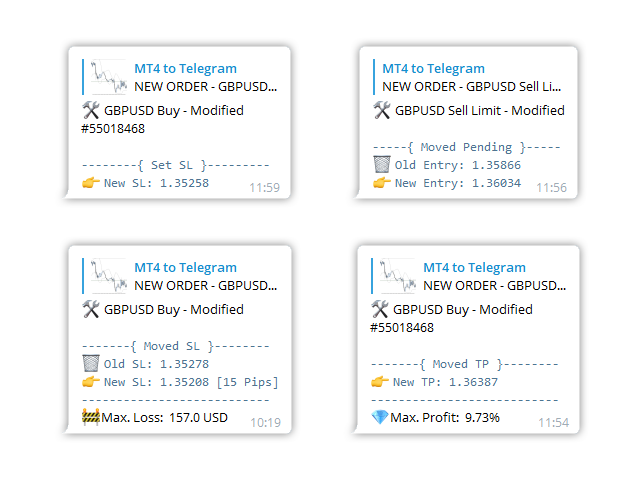 MT4 to Telegram
NEW ORDER - GBPUSD...
🛠 GBPUSD Buy - Modified
#55018468
--------{ Set SL }---------
👉 New SL: 1.35258
11:59
MT4 to Telegram
NEW ORDER - GBPUSD Sell Li...
🛠 GBPUSD Sell Limit - Modified
-----{ Moved Pending }-----
🗑 Old Entry: 1.35866
👉 New Entry: 1.36034
11:56
MT4 to Telegram
NEW ORDER - GBPUSD...
🛠 GBPUSD Buy - Modified
-------{ Moved SL }--------
🗑 Old SL: 1.35278
👉 New SL: 1.35208 [15 Pips]
---------------------------
🚧Max. Loss: 157.0 USD
10:19
MT4 to Telegram
NEW ORDER - GBPUSD...
🛠 GBPUSD Buy - Modified
#55018468
-------{ Moved TP }--------
👉 New TP: 1.36387
---------------------------
💎Max. Profit: 9.73%
11:54